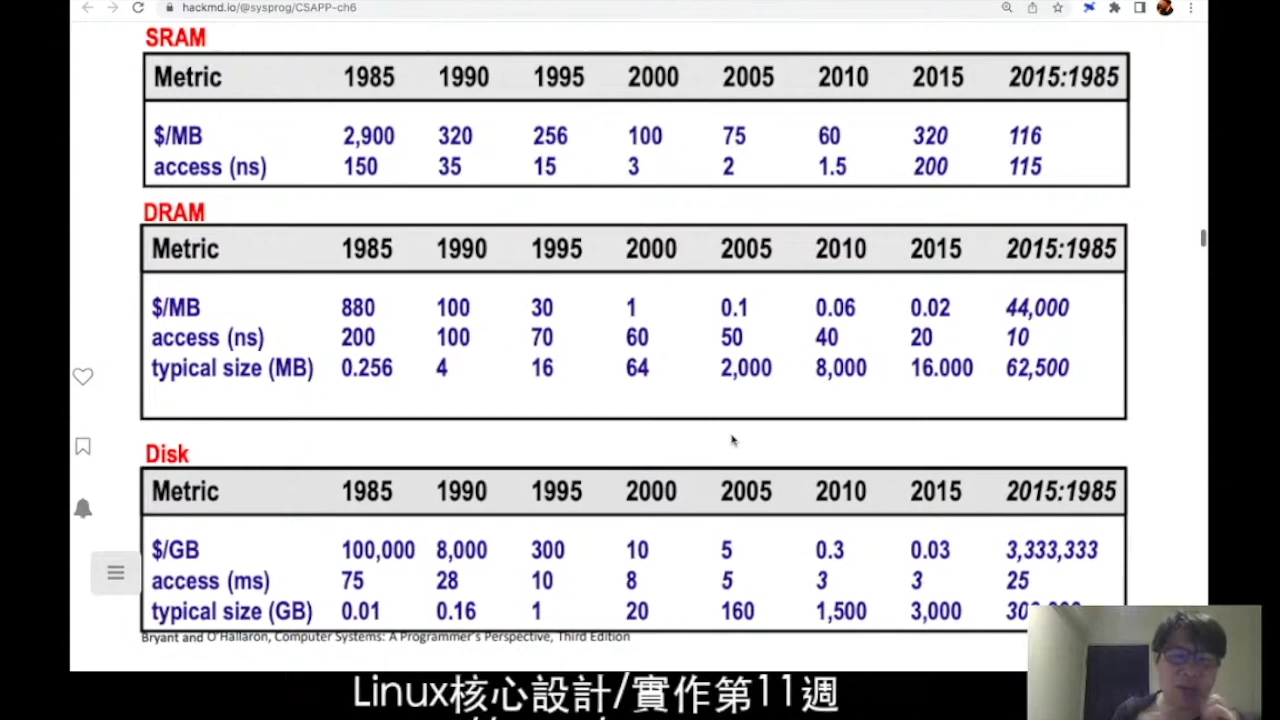 hackmd.io/@sysprog/CSAPP-ch6
SRAM
Metric 1985 1990 1995 2000 2005 2010 2015 2015:1985
$/MB 2,900 320 256 100 75 60 320 116
access (ns) 150 35 15 3 2 1.5 200 115
DRAM
Metric 1985 1990 1995 2000 2005 2010 2015 2015:1985
$/MB 880 100 30 1 0.1 0.06 0.02 44,000
access (ns) 200 100 70 60 50 40 20 10
typical size (MB) 0.256 4 16 64 2,000 8,000 16.000 62,500
Disk
Metric 1985 1990 1995 2000 2005 2010 2015 2015:1985
$/GB 100,000 8,000 300 10 5 0.3 0.03 3,333,333
access (ms) 75 28 10 8 5 3 3 25
typical size (GB) 0.01 0.16 1 20 160 1,500 3,000
Bryant and O'Hallaron, Computer Systems: A Programmer's Perspective, Third Edition
Linux核心設計/實作第11週